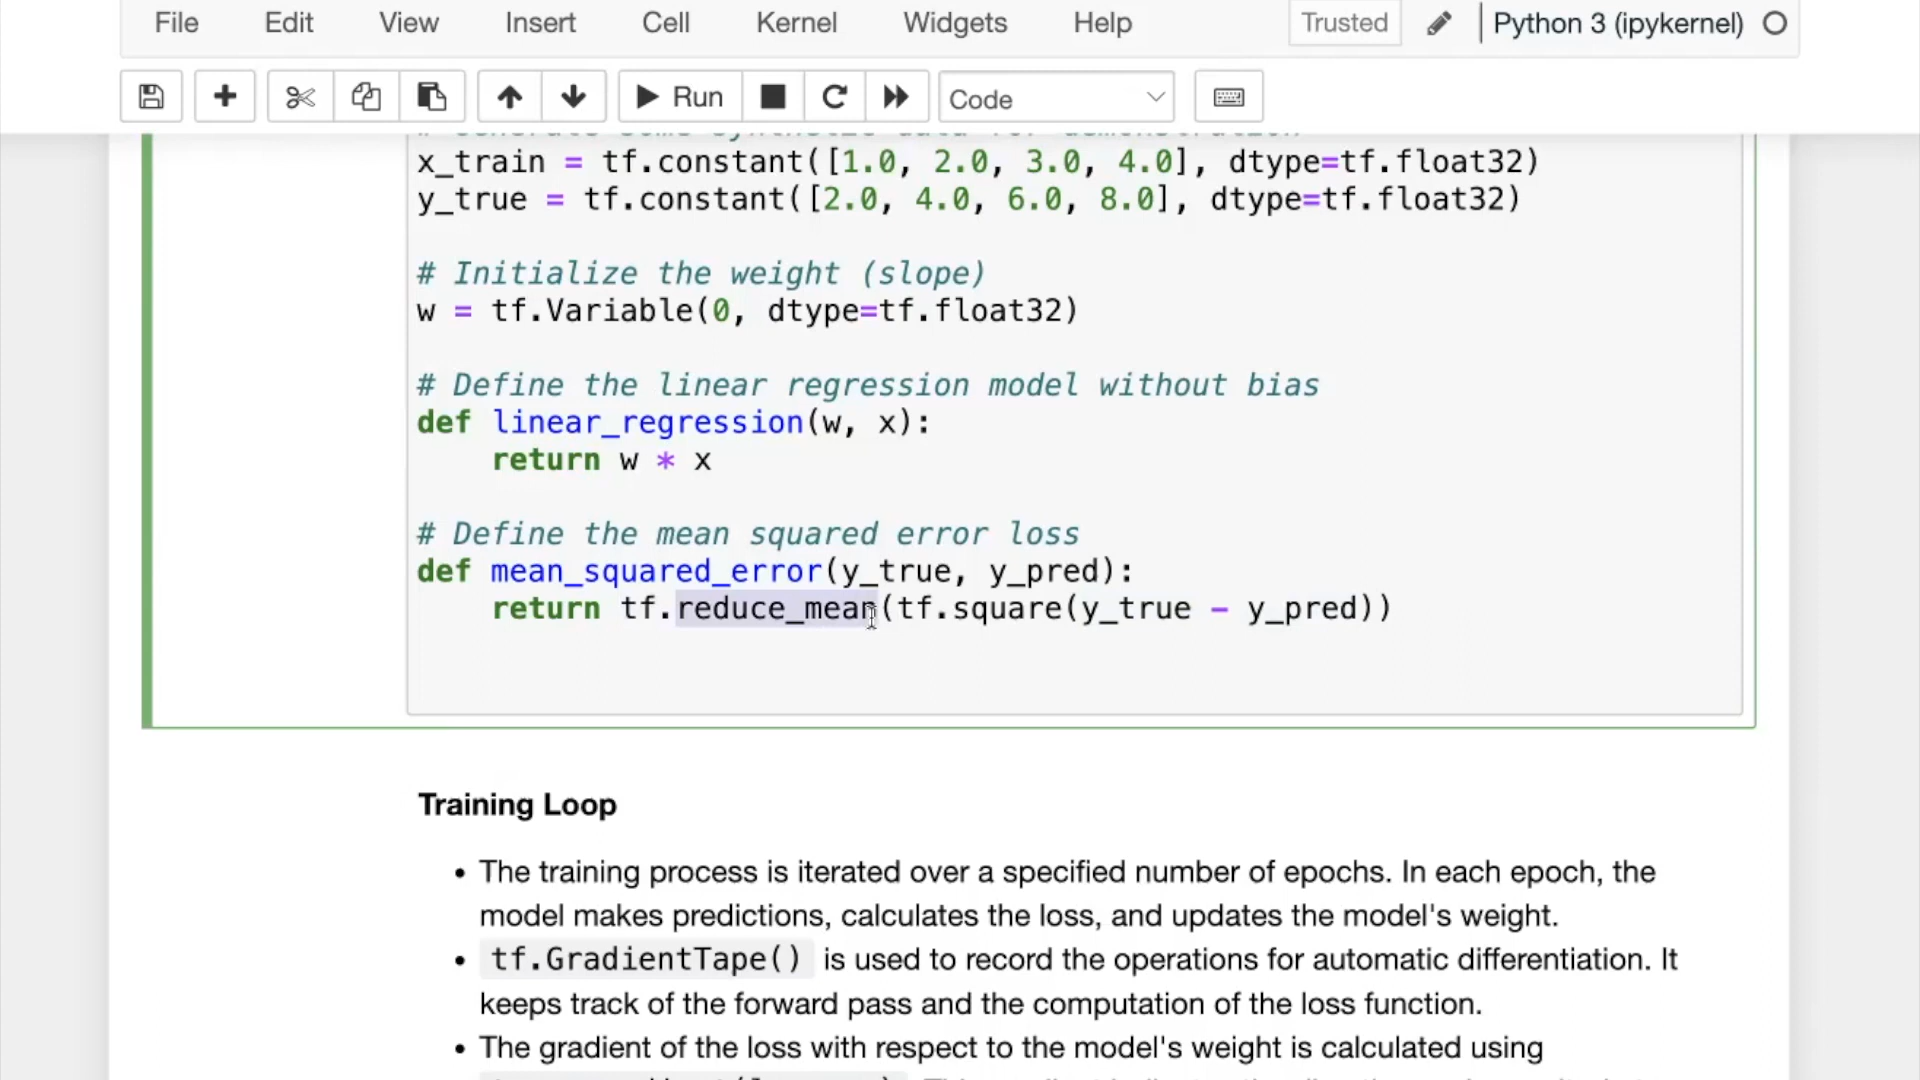 File Edit View Insert Cell Kernel Widgets Help Trusted Python 3 (ipykernel)
Run Code
# Generate some synthetic data for demonstration
x_train = tf.constant([1.0, 2.0, 3.0, 4.0], dtype=tf.float32)
y_true = tf.constant([2.0, 4.0, 6.0, 8.0], dtype=tf.float32)
# Initialize the weight (slope)
w = tf.Variable(0, dtype=tf.float32)
# Define the linear regression model without bias
def linear_regression(w, x):
    return w * x
# Define the mean squared error loss
def mean_squared_error(y_true, y_pred):
    return tf.reduce_mean(tf.square(y_true - y_pred))
Training Loop
• The training process is iterated over a specified number of epochs. In each epoch, the
model makes predictions, calculates the loss, and updates the model's weight.
• tf.GradientTape() is used to record the operations for automatic differentiation. It
keeps track of the forward pass and the computation of the loss function.
• The gradient of the loss with respect to the model's weight is calculated using